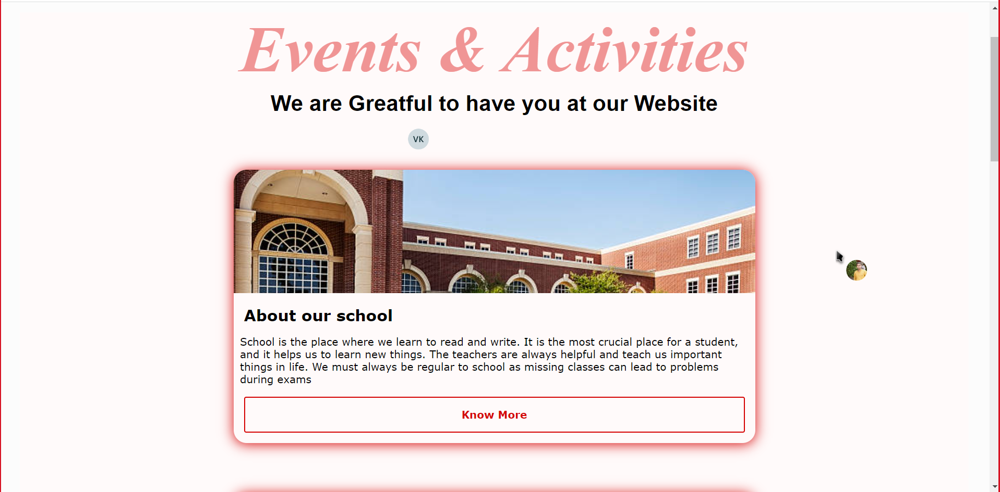 Events & Activities
We are Greatful to have you at our Website
VK
About our school
School is the place where we learn to read and write. It is the most crucial place for a student,
and it helps us to learn new things. The teachers are always helpful and teach us important
things in life. We must always be regular to school as missing classes can lead to problems
during exams
Know More